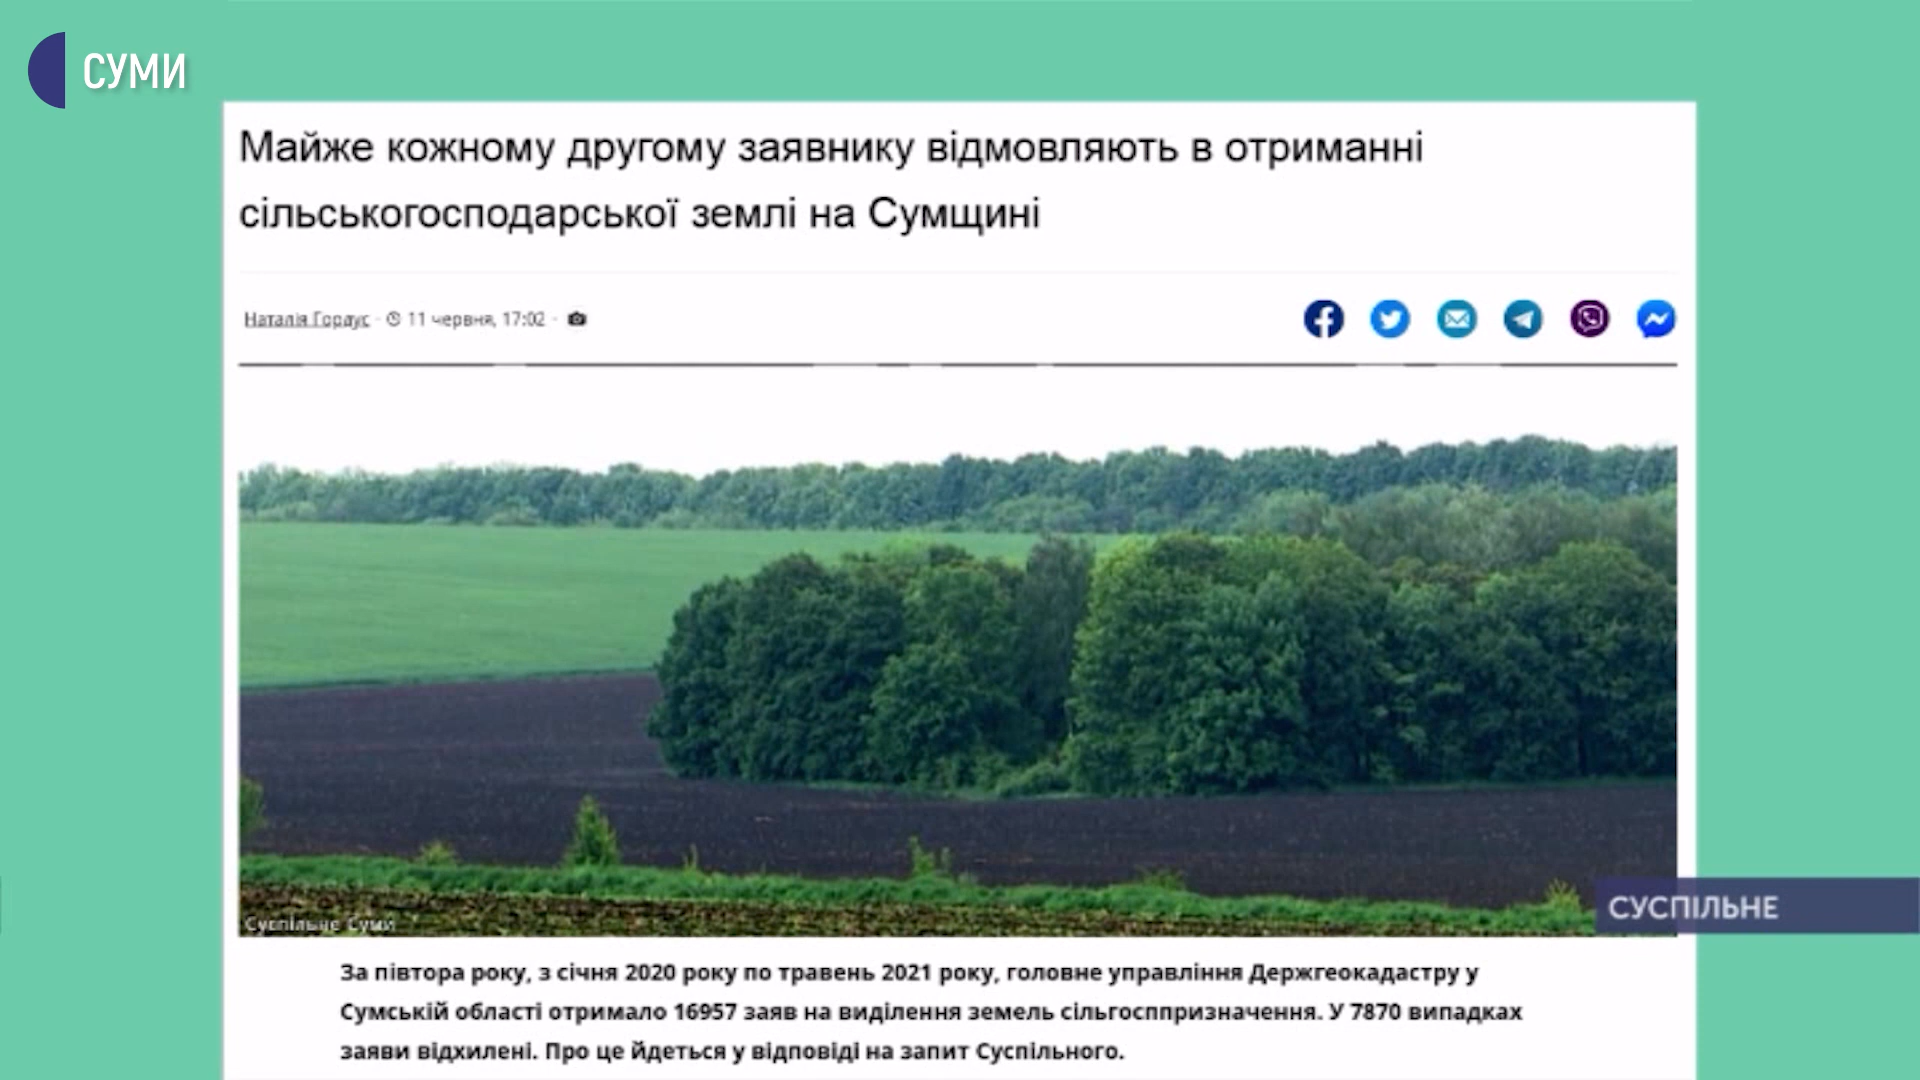 СУМИ
Майже кожному другому заявнику відмовляють в отриманні
сільськогосподарської землі на Сумщині
Наталія Гордус · 11 червня, 17:02 ·
Суспільне Суми
СУСПІЛЬНЕ
За півтора року, з січня 2020 року по травень 2021 року, головне управління Держгеокадастру у
Сумській області отримало 16957 заяв на виділення земель сільгосппризначення. У 7870 випадках
заяви відхилені. Про це йдеться у відповіді на запит Суспільного.